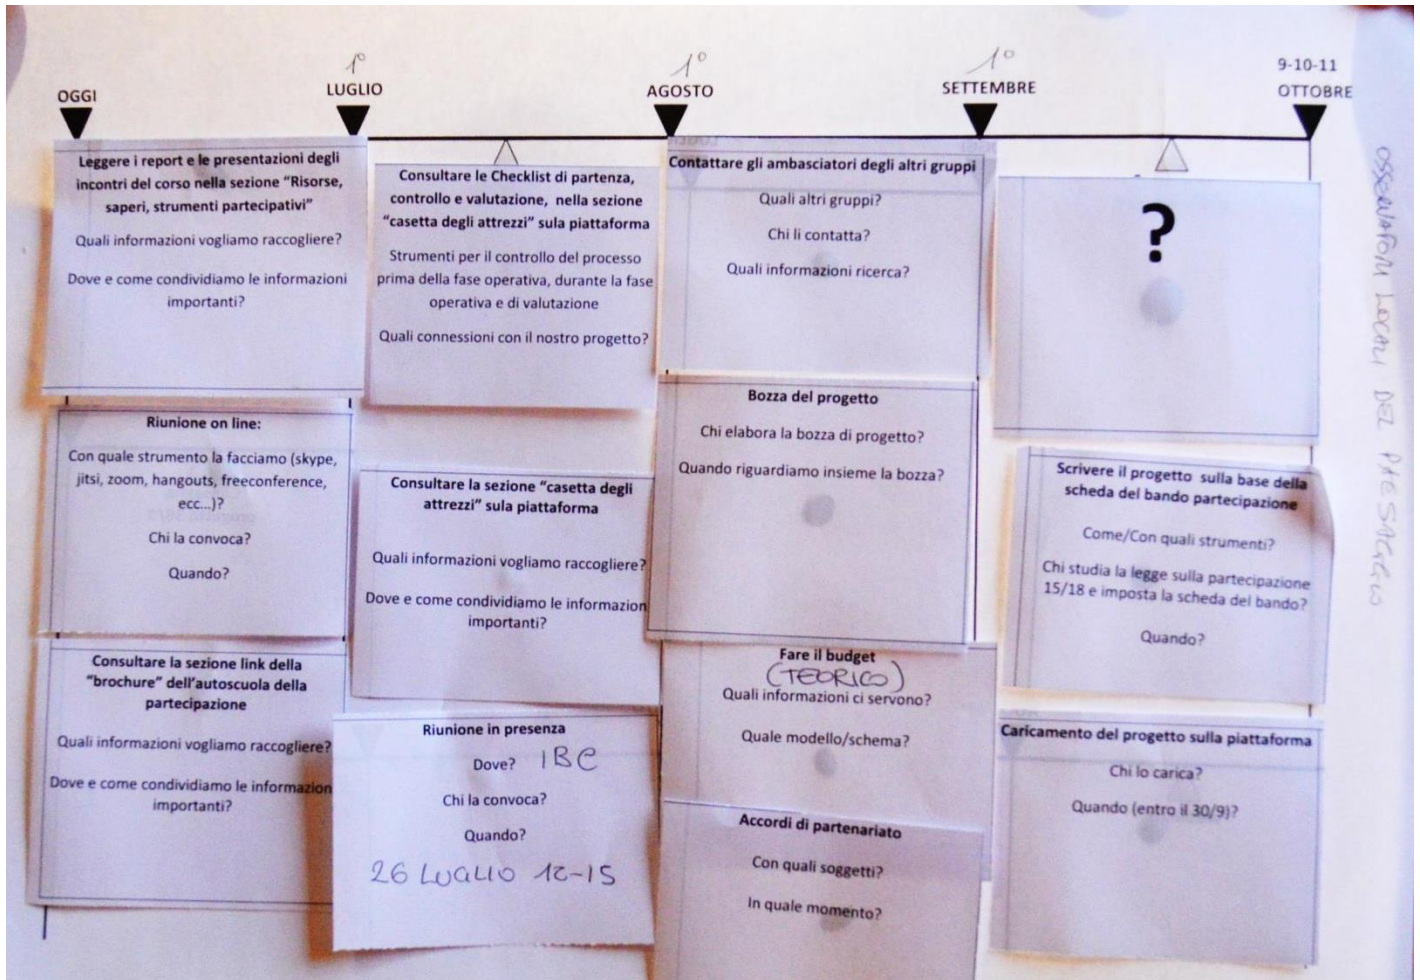 OGGI
1°
LUGLIO
1°
AGOSTO
1°
SETTEMBRE
9-10-11
OTTOBRE
Leggere i report e le presentazioni degli
incontri del corso nella sezione “Risorse,
saperi, strumenti partecipativi”
Quali informazioni vogliamo raccogliere?
Dove e come condividiamo le informazioni
importanti?
Riunione on line:
Con quale strumento la facciamo (skype,
jitsi, zoom, hangouts, freeconference,
ecc...)?
Chi la convoca?
Quando?
Consultare la sezione link della
“brochure” dell’autoscuola della
partecipazione
Quali informazioni vogliamo raccogliere?
Dove e come condividiamo le informazion
importanti?
Consultare le Checklist di partenza,
controllo e valutazione, nella sezione
“casetta degli attrezzi” sula piattaforma
Strumenti per il controllo del processo
prima della fase operativa, durante la fase
operativa e di valutazione
Quali connessioni con il nostro progetto?
Consultare la sezione “casetta degli
attrezzi” sula piattaforma
Quali informazioni vogliamo raccogliere?
Dove e come condividiamo le informazion
importanti?
Riunione in presenza
Dove? IBC
Chi la convoca?
Quando?
26 LUGLIO 12-15
Contattare gli ambasciatori degli altri gruppi
Quali altri gruppi?
Chi li contatta?
Quali informazioni ricerca?
Bozza del progetto
Chi elabora la bozza di progetto?
Quando riguardiamo insieme la bozza?
Fare il budget
(TEORICO)
Quali informazioni ci servono?
Quale modello/schema?
Accordi di partenariato
Con quali soggetti?
In quale momento?
?
Scrivere il progetto sulla base della
scheda del bando partecipazione
Come/Con quali strumenti?
Chi studia la legge sulla partecipazione
15/18 e imposta la scheda del bando?
Quando?
Caricamento del progetto sulla piattaforma
Chi lo carica?
Quando (entro il 30/9)?
OSSERVATORI LOCALI DEL PAESAGGIO